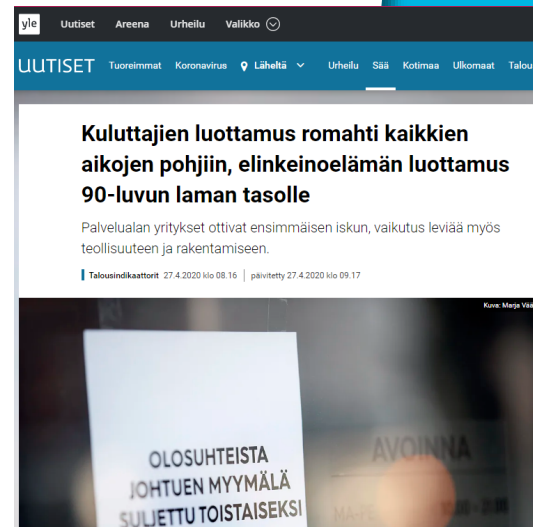 yle Uutiset Areena Urheilu Valikko
UUTISET Tuoreimmat Koronavirus Läheltä Urheilu Sää Kotimaa Ulkomaat Talou
Kuluttajien luottamus romahti kaikkien
aikojen pohjiin, elinkeinoelämän luottamus
90-luvun laman tasolle
Palvelualan yritykset ottivat ensimmäisen iskun, vaikutus leviää myös
teollisuuteen ja rakentamiseen.
Talousindikaattorit 27.4.2020 klo 08.16 | päivitetty 27.4.2020 klo 09.17
Kuva: Marja Vää
OLOSUHTEISTA
JOHTUEN MYYMÄLÄ
SULJETTU TOISTAISEKSI
AVOINNA